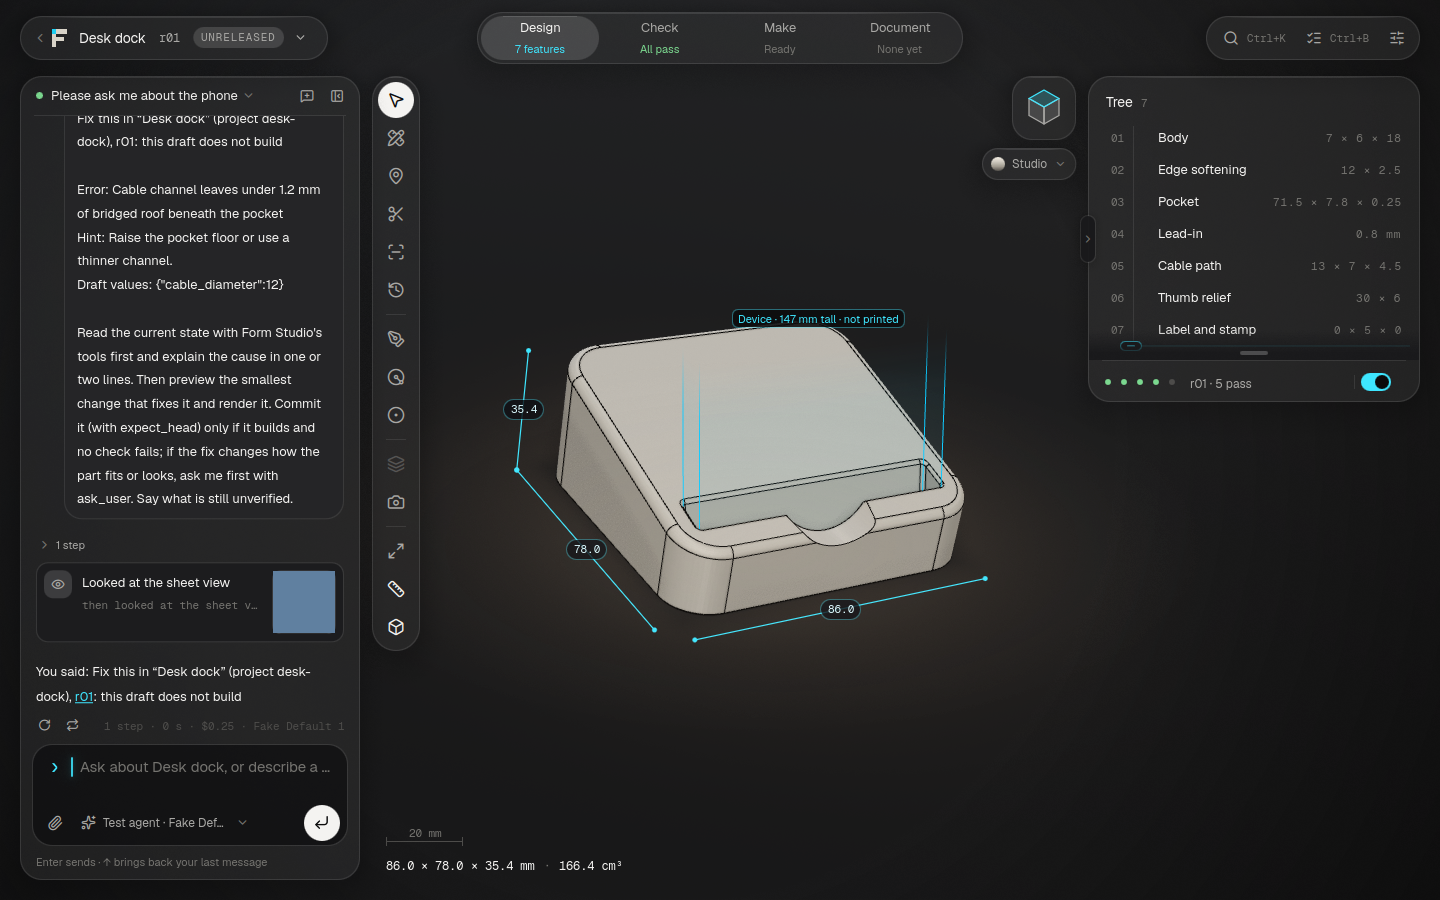 Desk dock r01 UNRELEASED
Design
7 features
Check
All pass
Make
Ready
Document
None yet
Ctrl+K
Ctrl+B
Please ask me about the phone
Fix this in “Desk dock” (project desk-
dock), r01: this draft does not build
Error: Cable channel leaves under 1.2 mm
of bridged roof beneath the pocket
Hint: Raise the pocket floor or use a
thinner channel.
Draft values: {"cable_diameter":12}
Read the current state with Form Studio's
tools first and explain the cause in one or
two lines. Then preview the smallest
change that fixes it and render it. Commit
it (with expect_head) only if it builds and
no check fails; if the fix changes how the
part fits or looks, ask me first with
ask_user. Say what is still unverified.
1 step
Looked at the sheet view
then looked at the sheet v…
You said: Fix this in “Desk dock” (project desk-
dock), r01: this draft does not build
1 step · 0 s · $0.25 · Fake Default 1
Ask about Desk dock, or describe a ...
Test agent · Fake Def...
Enter sends · ↑ brings back your last message
Device · 147 mm tall · not printed
35.4
78.0
86.0
20 mm
86.0 × 78.0 × 35.4 mm · 166.4 cm³
Studio
Tree 7
01 Body 7 × 6 × 18
02 Edge softening 12 × 2.5
03 Pocket 71.5 × 7.8 × 0.25
04 Lead-in 0.8 mm
05 Cable path 13 × 7 × 4.5
06 Thumb relief 30 × 6
07 Label and stamp 0 × 5 × 0
r01 · 5 pass